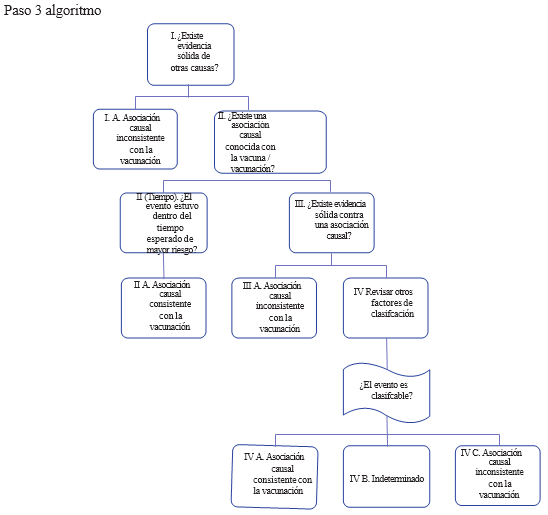 Paso 3 algoritmo
I. ¿Existe
evidencia
sólida de
otras causas?
I. A. Asociación
causal
inconsistente
con la
vacunación
II. ¿Existe una
asociación
causal
conocida con
la vacuna /
vacunación?
II (Tiempo). ¿El
evento estuvo
dentro del
tiempo
esperado de
mayor riesgo?
III. ¿Existe evidencia
sólida contra
una asociación
causal?
II A. Asociación
causal
consistente
con la
vacunación
III A. Asociación
causal
inconsistente
con la
vacunación
IV Revisar otros
factores de
clasifcación
¿El evento es
clasifcable?
IV A. Asociación
causal
consistente con
la vacunación
IV B. Indeterminado
IV C. Asociación
causal
inconsistente
con la
vacunación